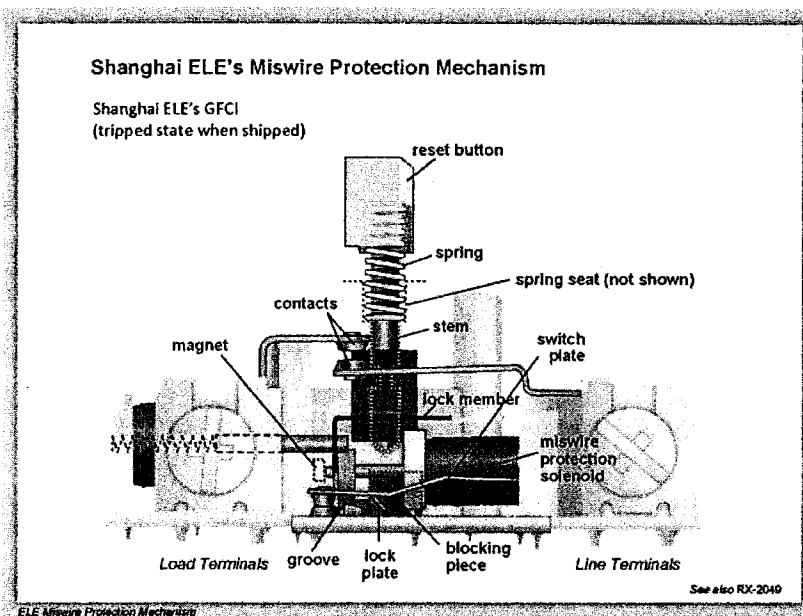 Shanghai ELE's Miswire Protection Mechanism
Shanghai ELE's GFCI
(tripped state when shipped)
reset button
spring
spring seat (not shown)
contacts
stem
magnet
switch
plate
lock member
miswire
protection
solenoid
groove
lock
plate
blocking
piece
Load Terminals
Line Terminals
See also RX-2049
ELE Miswire Protection Mechanism